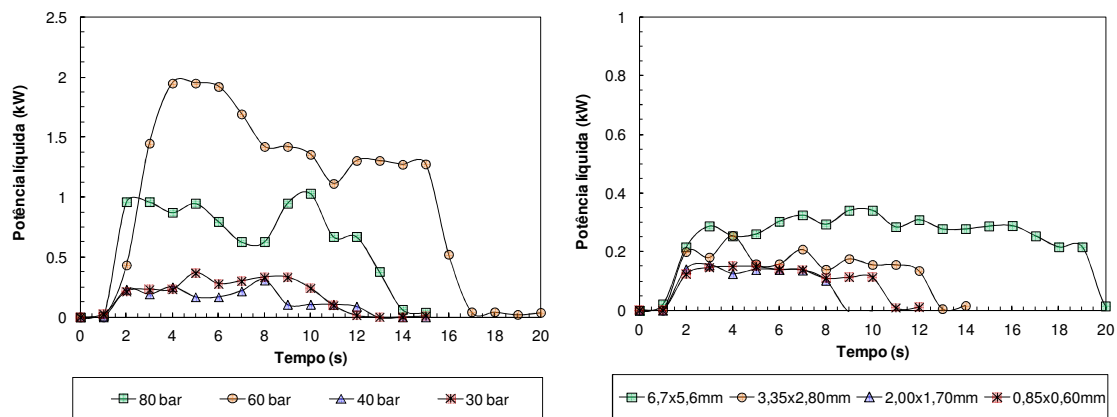 2.5
2
1.5
1
0.5
0
Potência líquida (kW)
0 2 4 6 8 10 12 14 16 18 20
Tempo (s)
80 bar 60 bar 40 bar 30 bar
1
0.8
0.6
0.4
0.2
0
Potência líquida (kW)
0 2 4 6 8 10 12 14 16 18 20
Tempo (s)
6,7x5,6mm 3,35x2,80mm 2,00x1,70mm 0,85x0,60mm